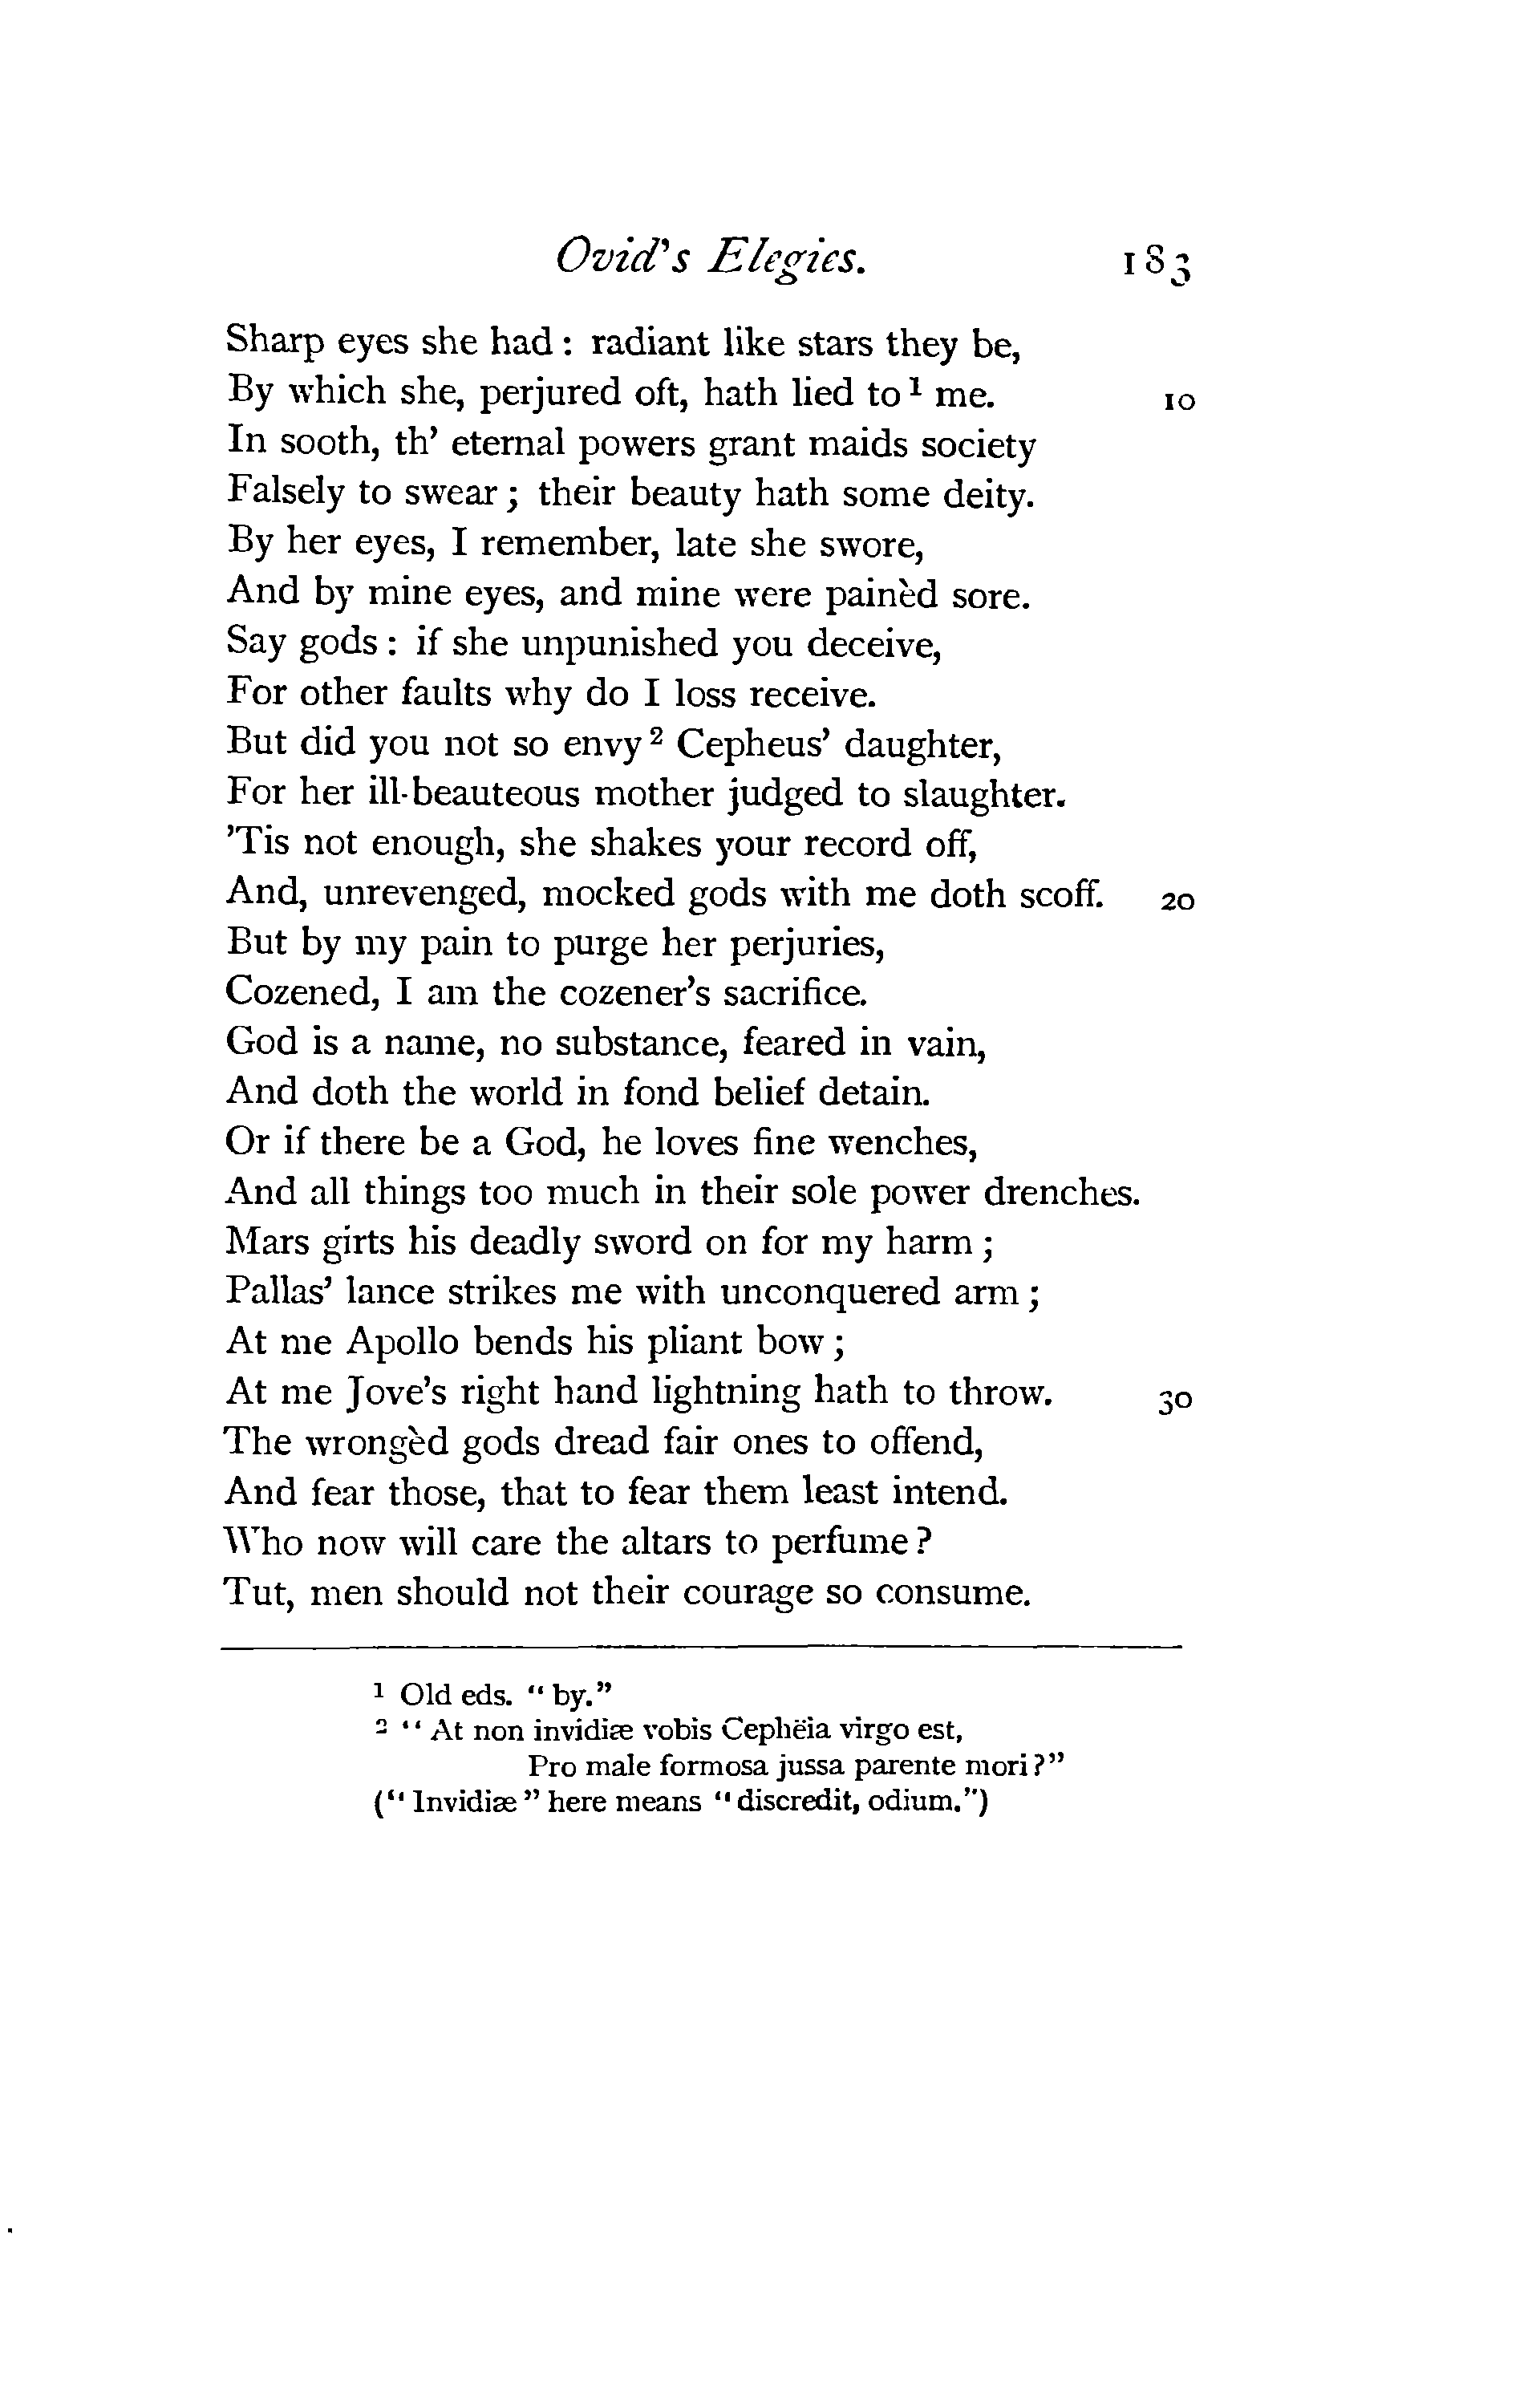 Ovid's Elegies. 183
Sharp eyes she had : radiant like stars they be,
By which she, perjured oft, hath lied to¹ me. 10
In sooth, th' eternal powers grant maids society
Falsely to swear ; their beauty hath some deity.
By her eyes, I remember, late she swore,
And by mine eyes, and mine were painèd sore.
Say gods : if she unpunished you deceive,
For other faults why do I loss receive.
But did you not so envy² Cepheus' daughter,
For her ill-beauteous mother judged to slaughter.
'Tis not enough, she shakes your record off,
And, unrevenged, mocked gods with me doth scoff. 20
But by my pain to purge her perjuries,
Cozened, I am the cozener's sacrifice.
God is a name, no substance, feared in vain,
And doth the world in fond belief detain.
Or if there be a God, he loves fine wenches,
And all things too much in their sole power drenches.
Mars girts his deadly sword on for my harm ;
Pallas' lance strikes me with unconquered arm ;
At me Apollo bends his pliant bow ;
At me Jove's right hand lightning hath to throw. 30
The wrongèd gods dread fair ones to offend,
And fear those, that to fear them least intend.
Who now will care the altars to perfume ?
Tut, men should not their courage so consume.
¹ Old eds. "by."
² "At non invidiæ vobis Cephëia virgo est,
Pro male formosa jussa parente mori ?"
("Invidiæ" here means "discredit, odium.")